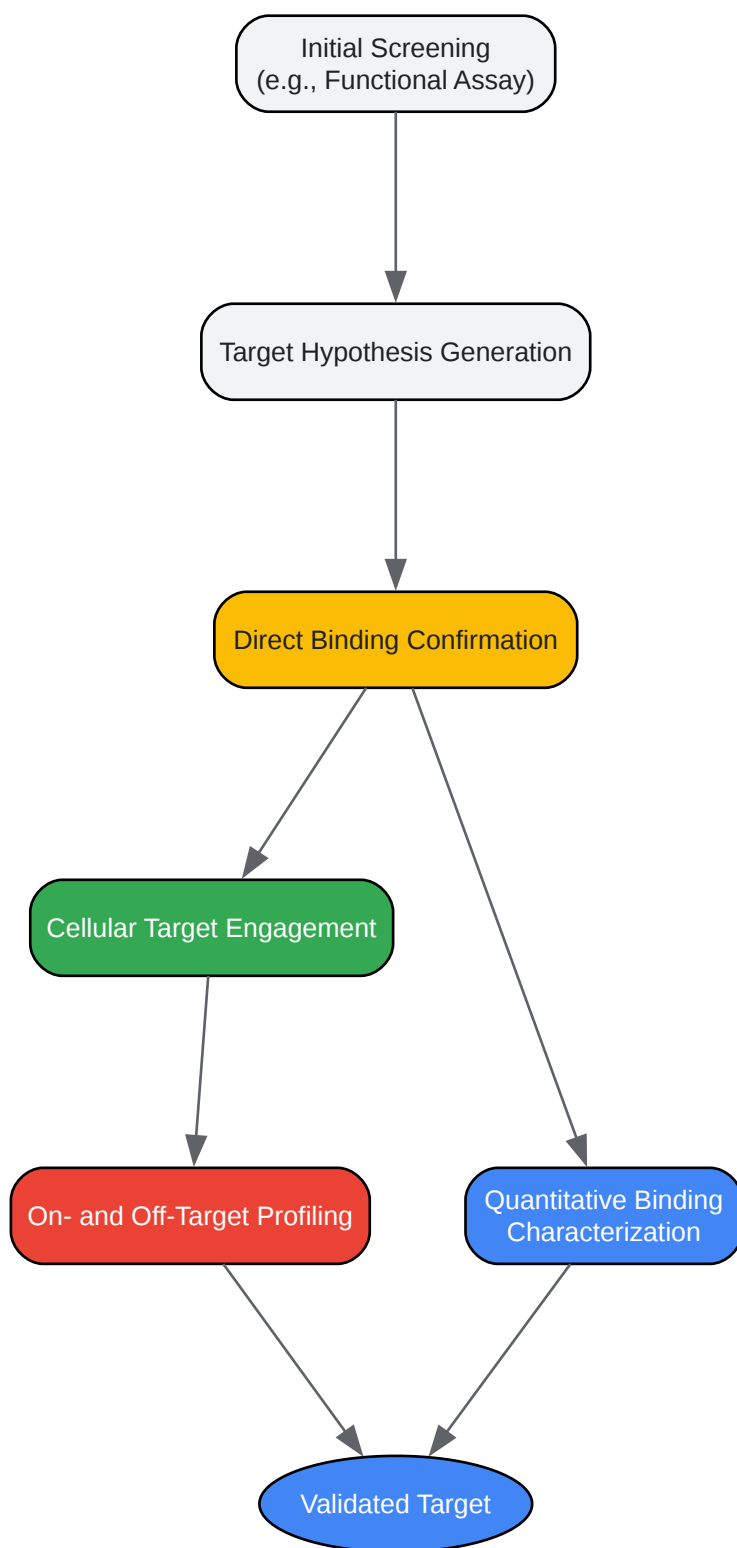 Initial Screening
(e.g., Functional Assay)
Target Hypothesis Generation
Direct Binding Confirmation
Cellular Target Engagement
On- and Off-Target Profiling
Quantitative Binding
Characterization
Validated Target